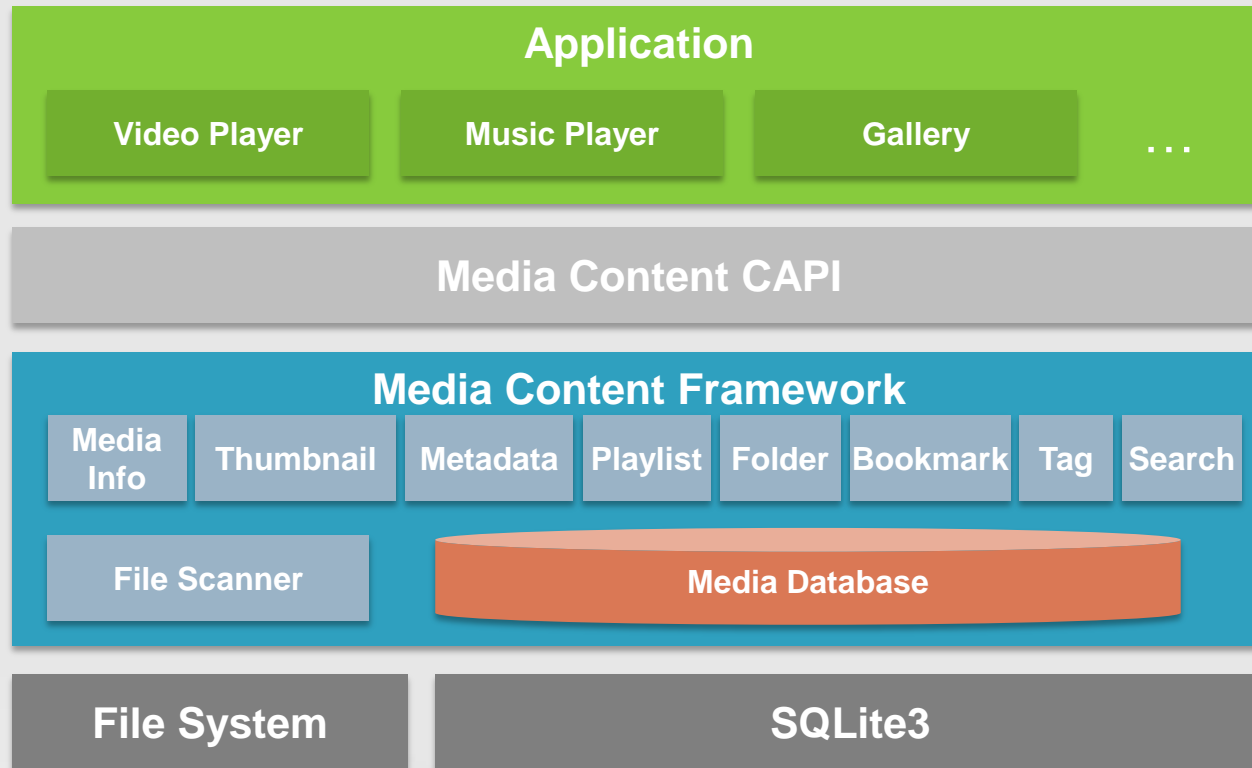 Application
Video Player
Music Player
Gallery
...
Media Content CAPI
Media Content Framework
Media
Info
Thumbnail
Metadata
Playlist
Folder
Bookmark
Tag
Search
File Scanner
Media Database
File System
SQLite3